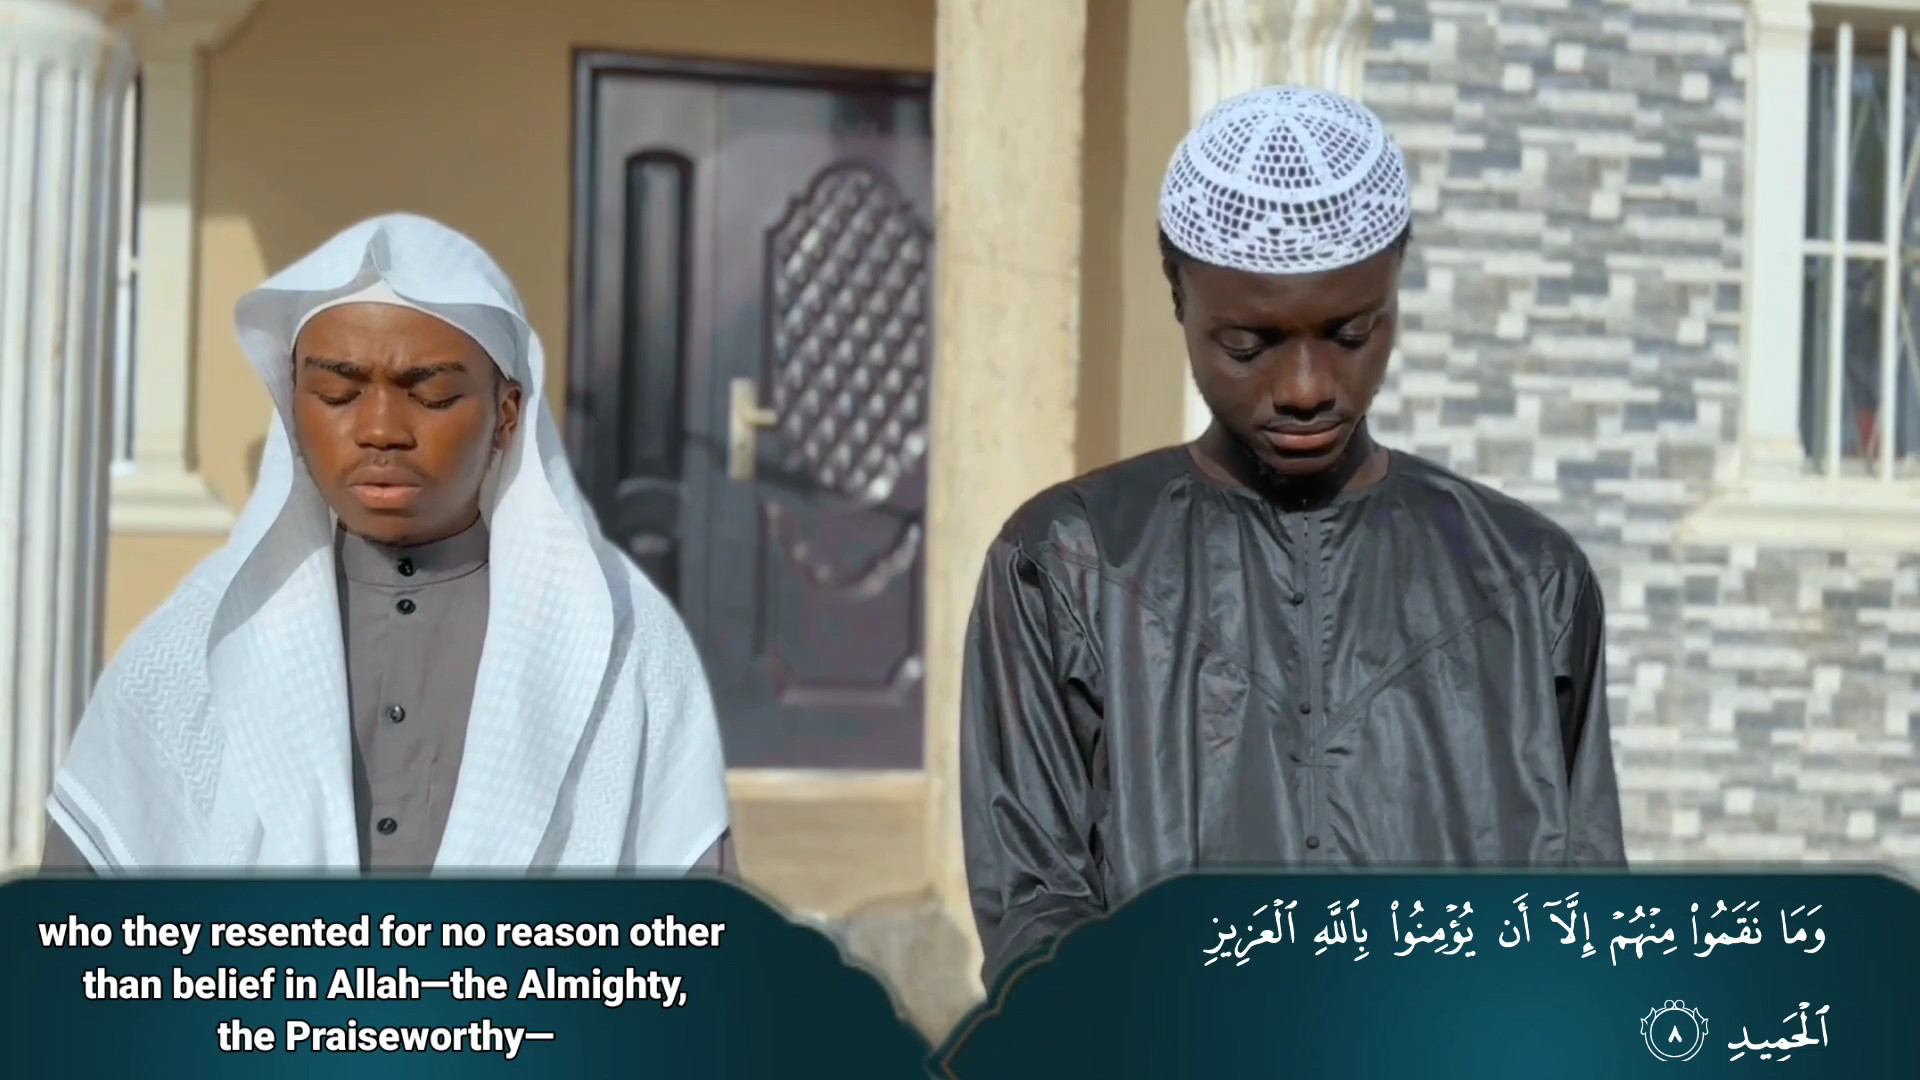 who they resented for no reason other
than belief in Allah—the Almighty,
the Praiseworthy—
وَمَا نَقَمُوا۟ مِنْهُمْ إِلَّآ أَن يُؤْمِنُوا۟ بِٱللَّهِ ٱلْعَزِيزِ
ٱلْحَمِيدِ ٨